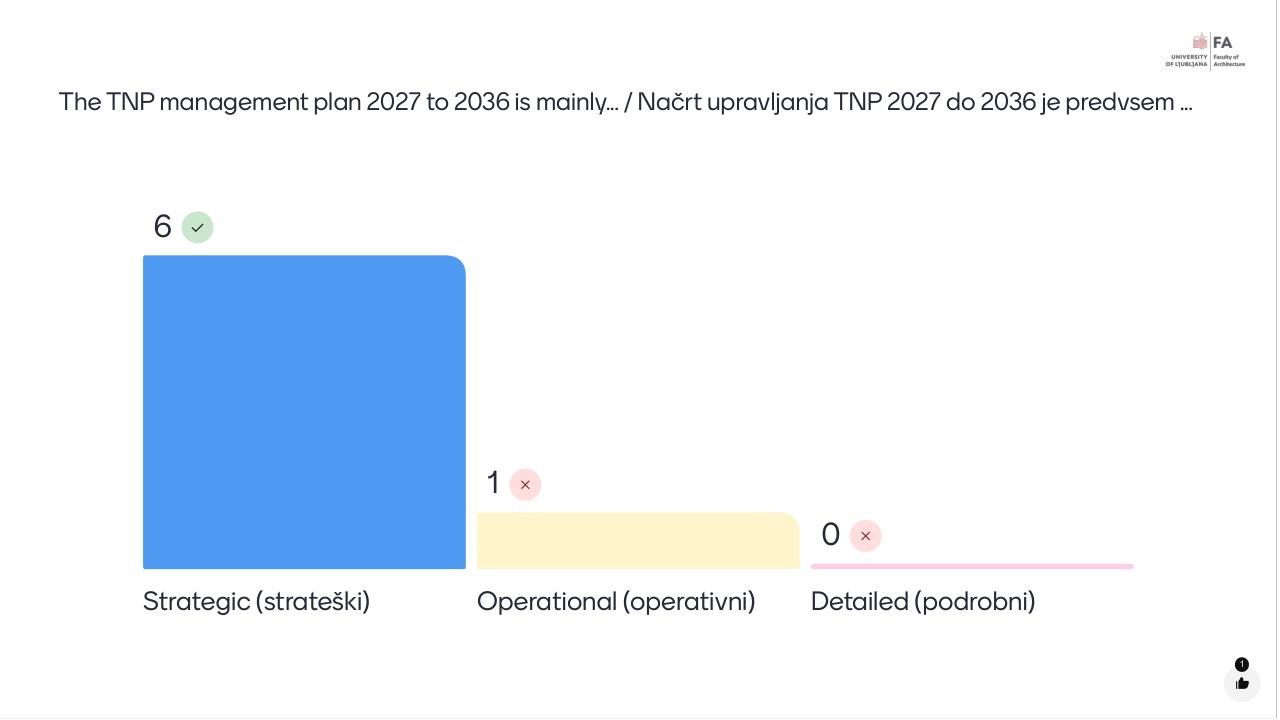 FA
UNIVERSITY
OF LJUBLJANA
Faculty of
Architecture
The TNP management plan 2027 to 2036 is mainly... / Načrt upravljanja TNP 2027 do 2036 je predvsem ...
6
1
0
Strategic (strateški)
Operational (operativni)
Detailed (podrobni)
1